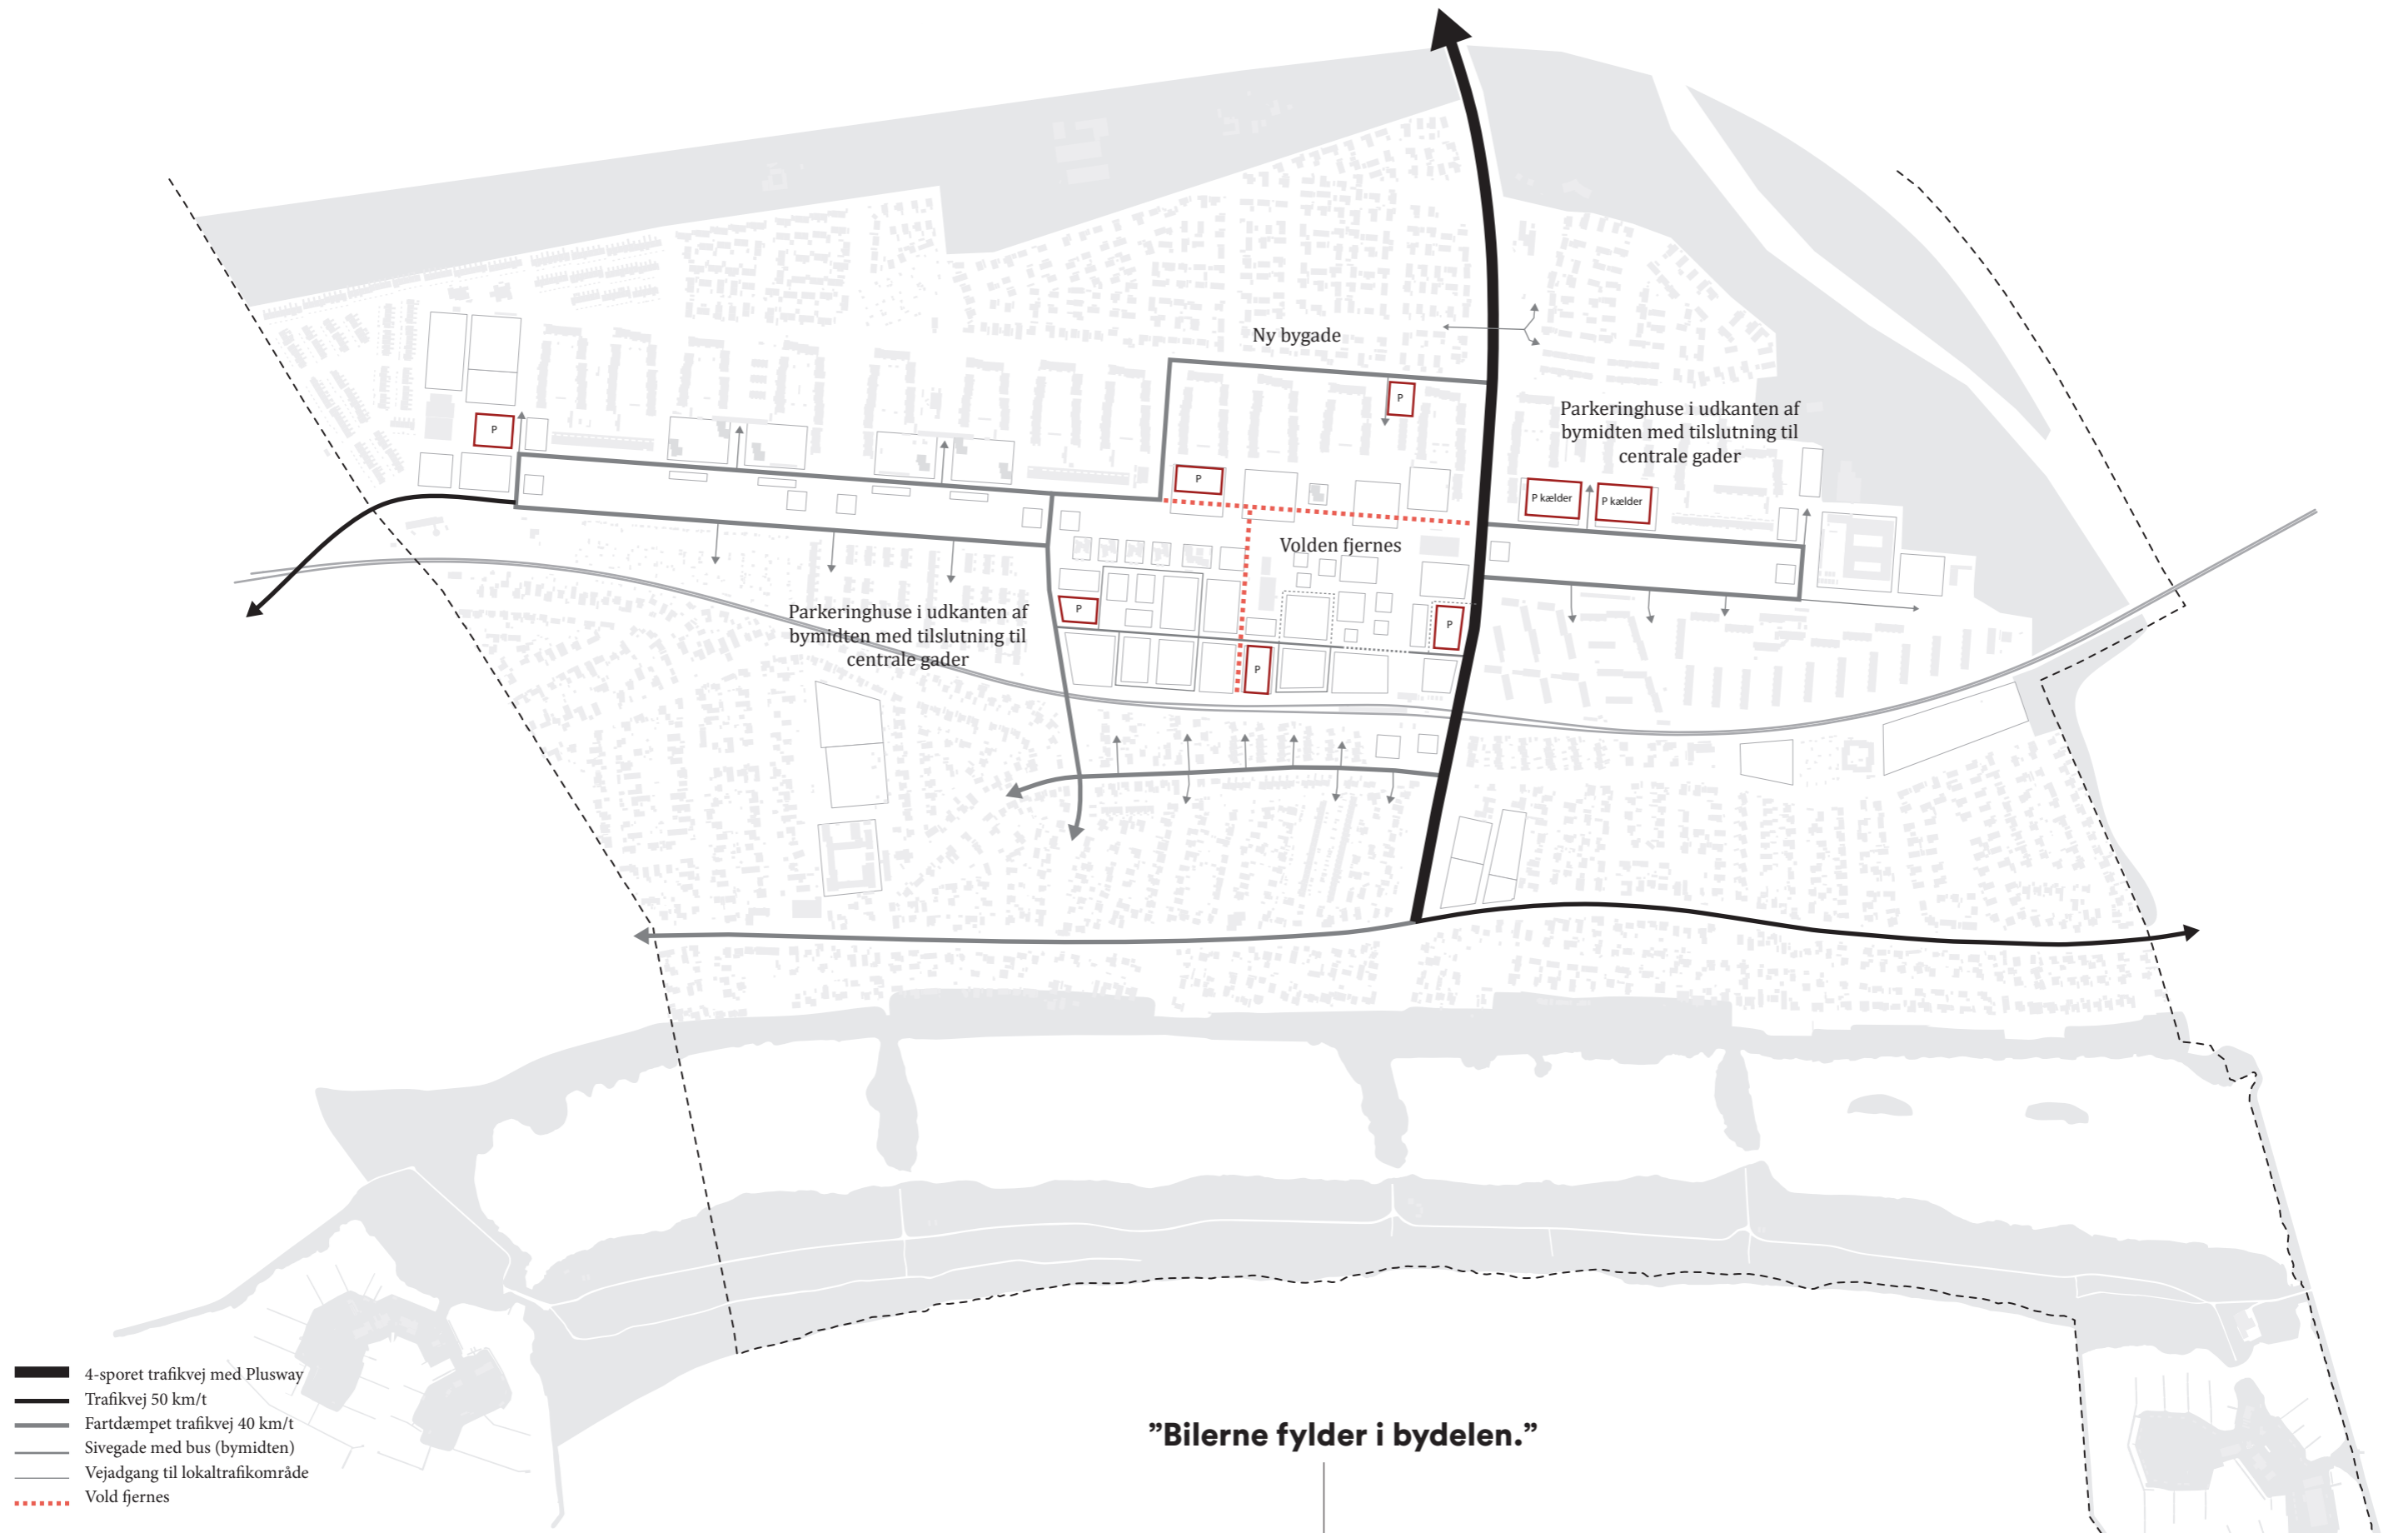 Ny bygade
P
Parkeringhuse i udkanten af
bymidten med tilslutning til
centrale gader
P
P
P kælder
P kælder
Volden fjernes
Parkeringhuse i udkanten af
bymidten med tilslutning til
centrale gader
P
P
P
4-sporet trafikvej med Plusway
Trafikvej 50 km/t
Fartdæmpet trafikvej 40 km/t
Sivegade med bus (bymidten)
Vejadgang til lokaltrafikområde
Vold fjernes
”Bilerne fylder i bydelen.”